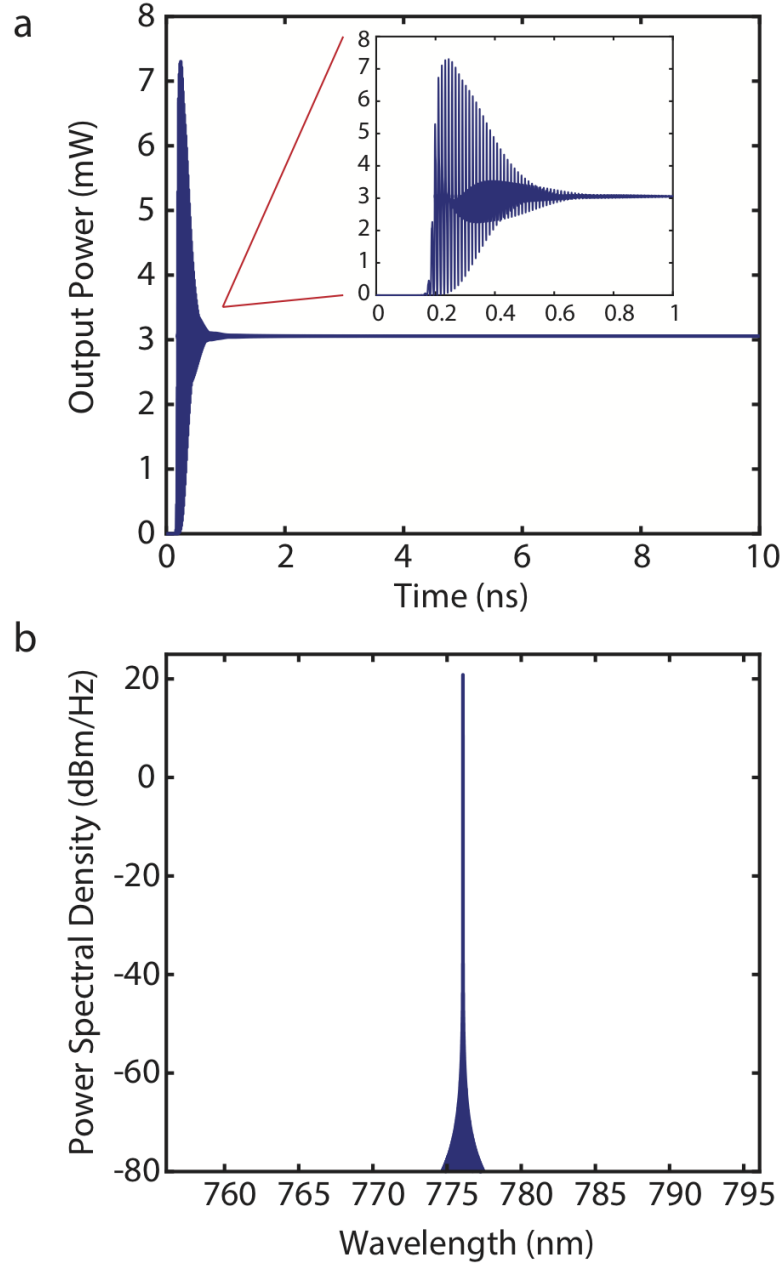 a
Output Power (mW)
8
7
6
5
4
3
2
1
0
8
7
6
5
4
3
2
1
0
0 0.2 0.4 0.6 0.8 1
0 2 4 6 8 10
Time (ns)
b
Power Spectral Density (dBm/Hz)
20
0
-20
-40
-60
-80
760 765 770 775 780 785 790 795
Wavelength (nm)